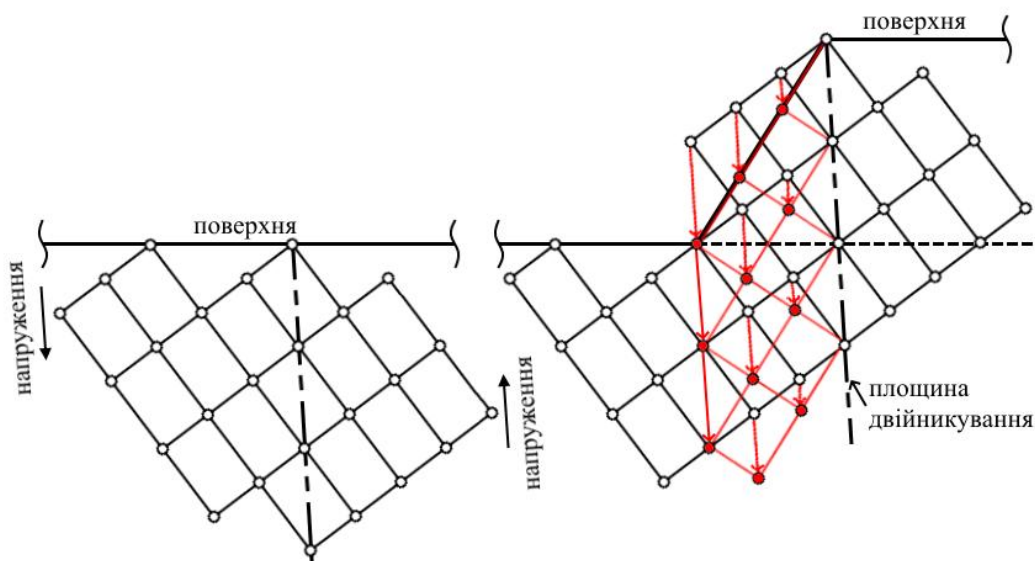 поверхня
поверхня
напруження
напруження
площина
двійникування